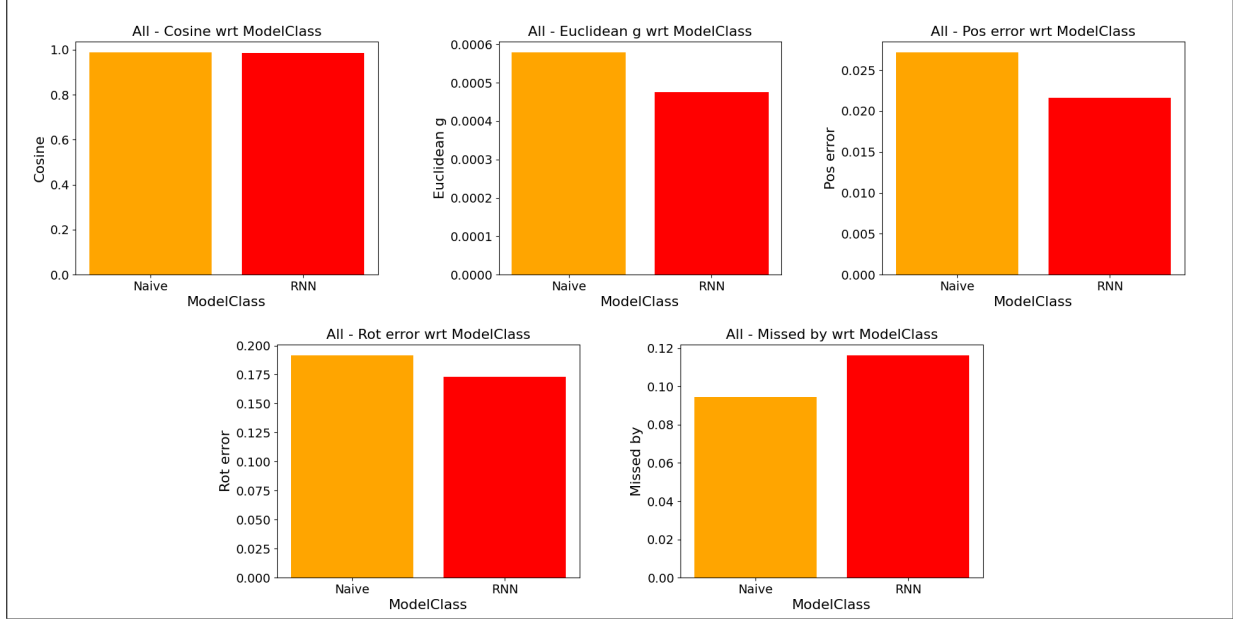 All - Cosine wrt ModelClass
1.0
0.8
0.6
0.4
0.2
0.0
Cosine
Naive
RNN
ModelClass
All - Euclidean g wrt ModelClass
0.0006
0.0005
0.0004
0.0003
0.0002
0.0001
0.0000
Euclidean g
Naive
RNN
ModelClass
All - Pos error wrt ModelClass
0.025
0.020
0.015
0.010
0.005
0.000
Pos error
Naive
RNN
ModelClass
All - Rot error wrt ModelClass
0.200
0.175
0.150
0.125
0.100
0.075
0.050
0.025
0.000
Rot error
Naive
RNN
ModelClass
All - Missed by wrt ModelClass
0.12
0.10
0.08
0.06
0.04
0.02
0.00
Missed by
Naive
RNN
ModelClass